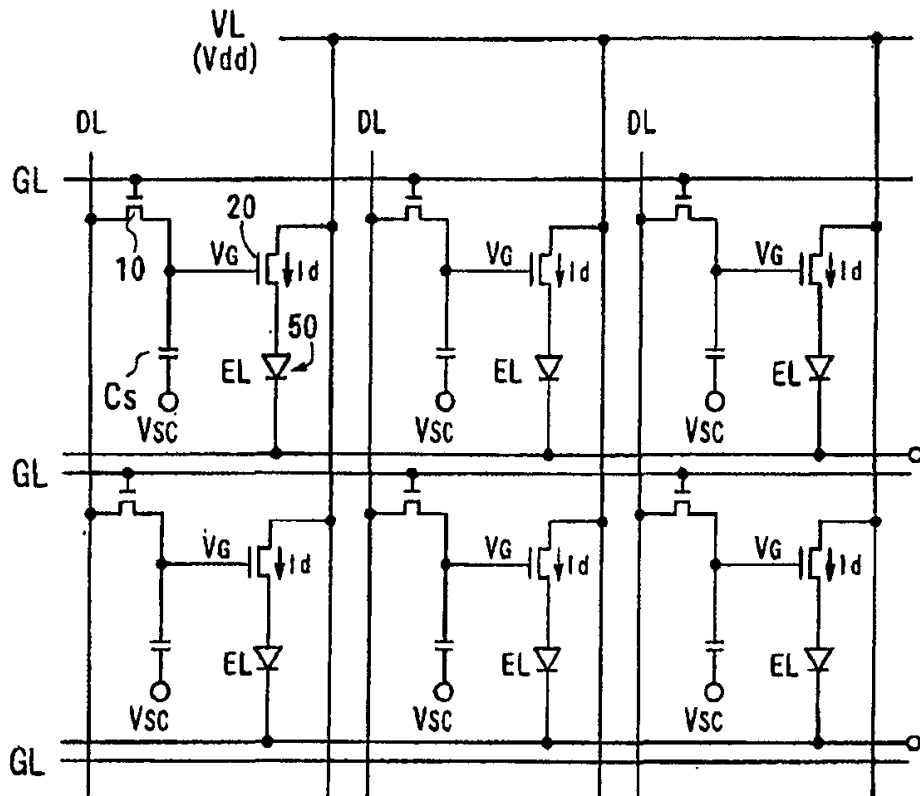 VL
(Vdd)
DL DL DL
GL
10 20
VG Id VG Id VG Id
50
EL EL EL
Cs
Vsc Vsc Vsc
GL
VG Id VG Id VG Id
EL EL EL
Vsc Vsc Vsc
GL